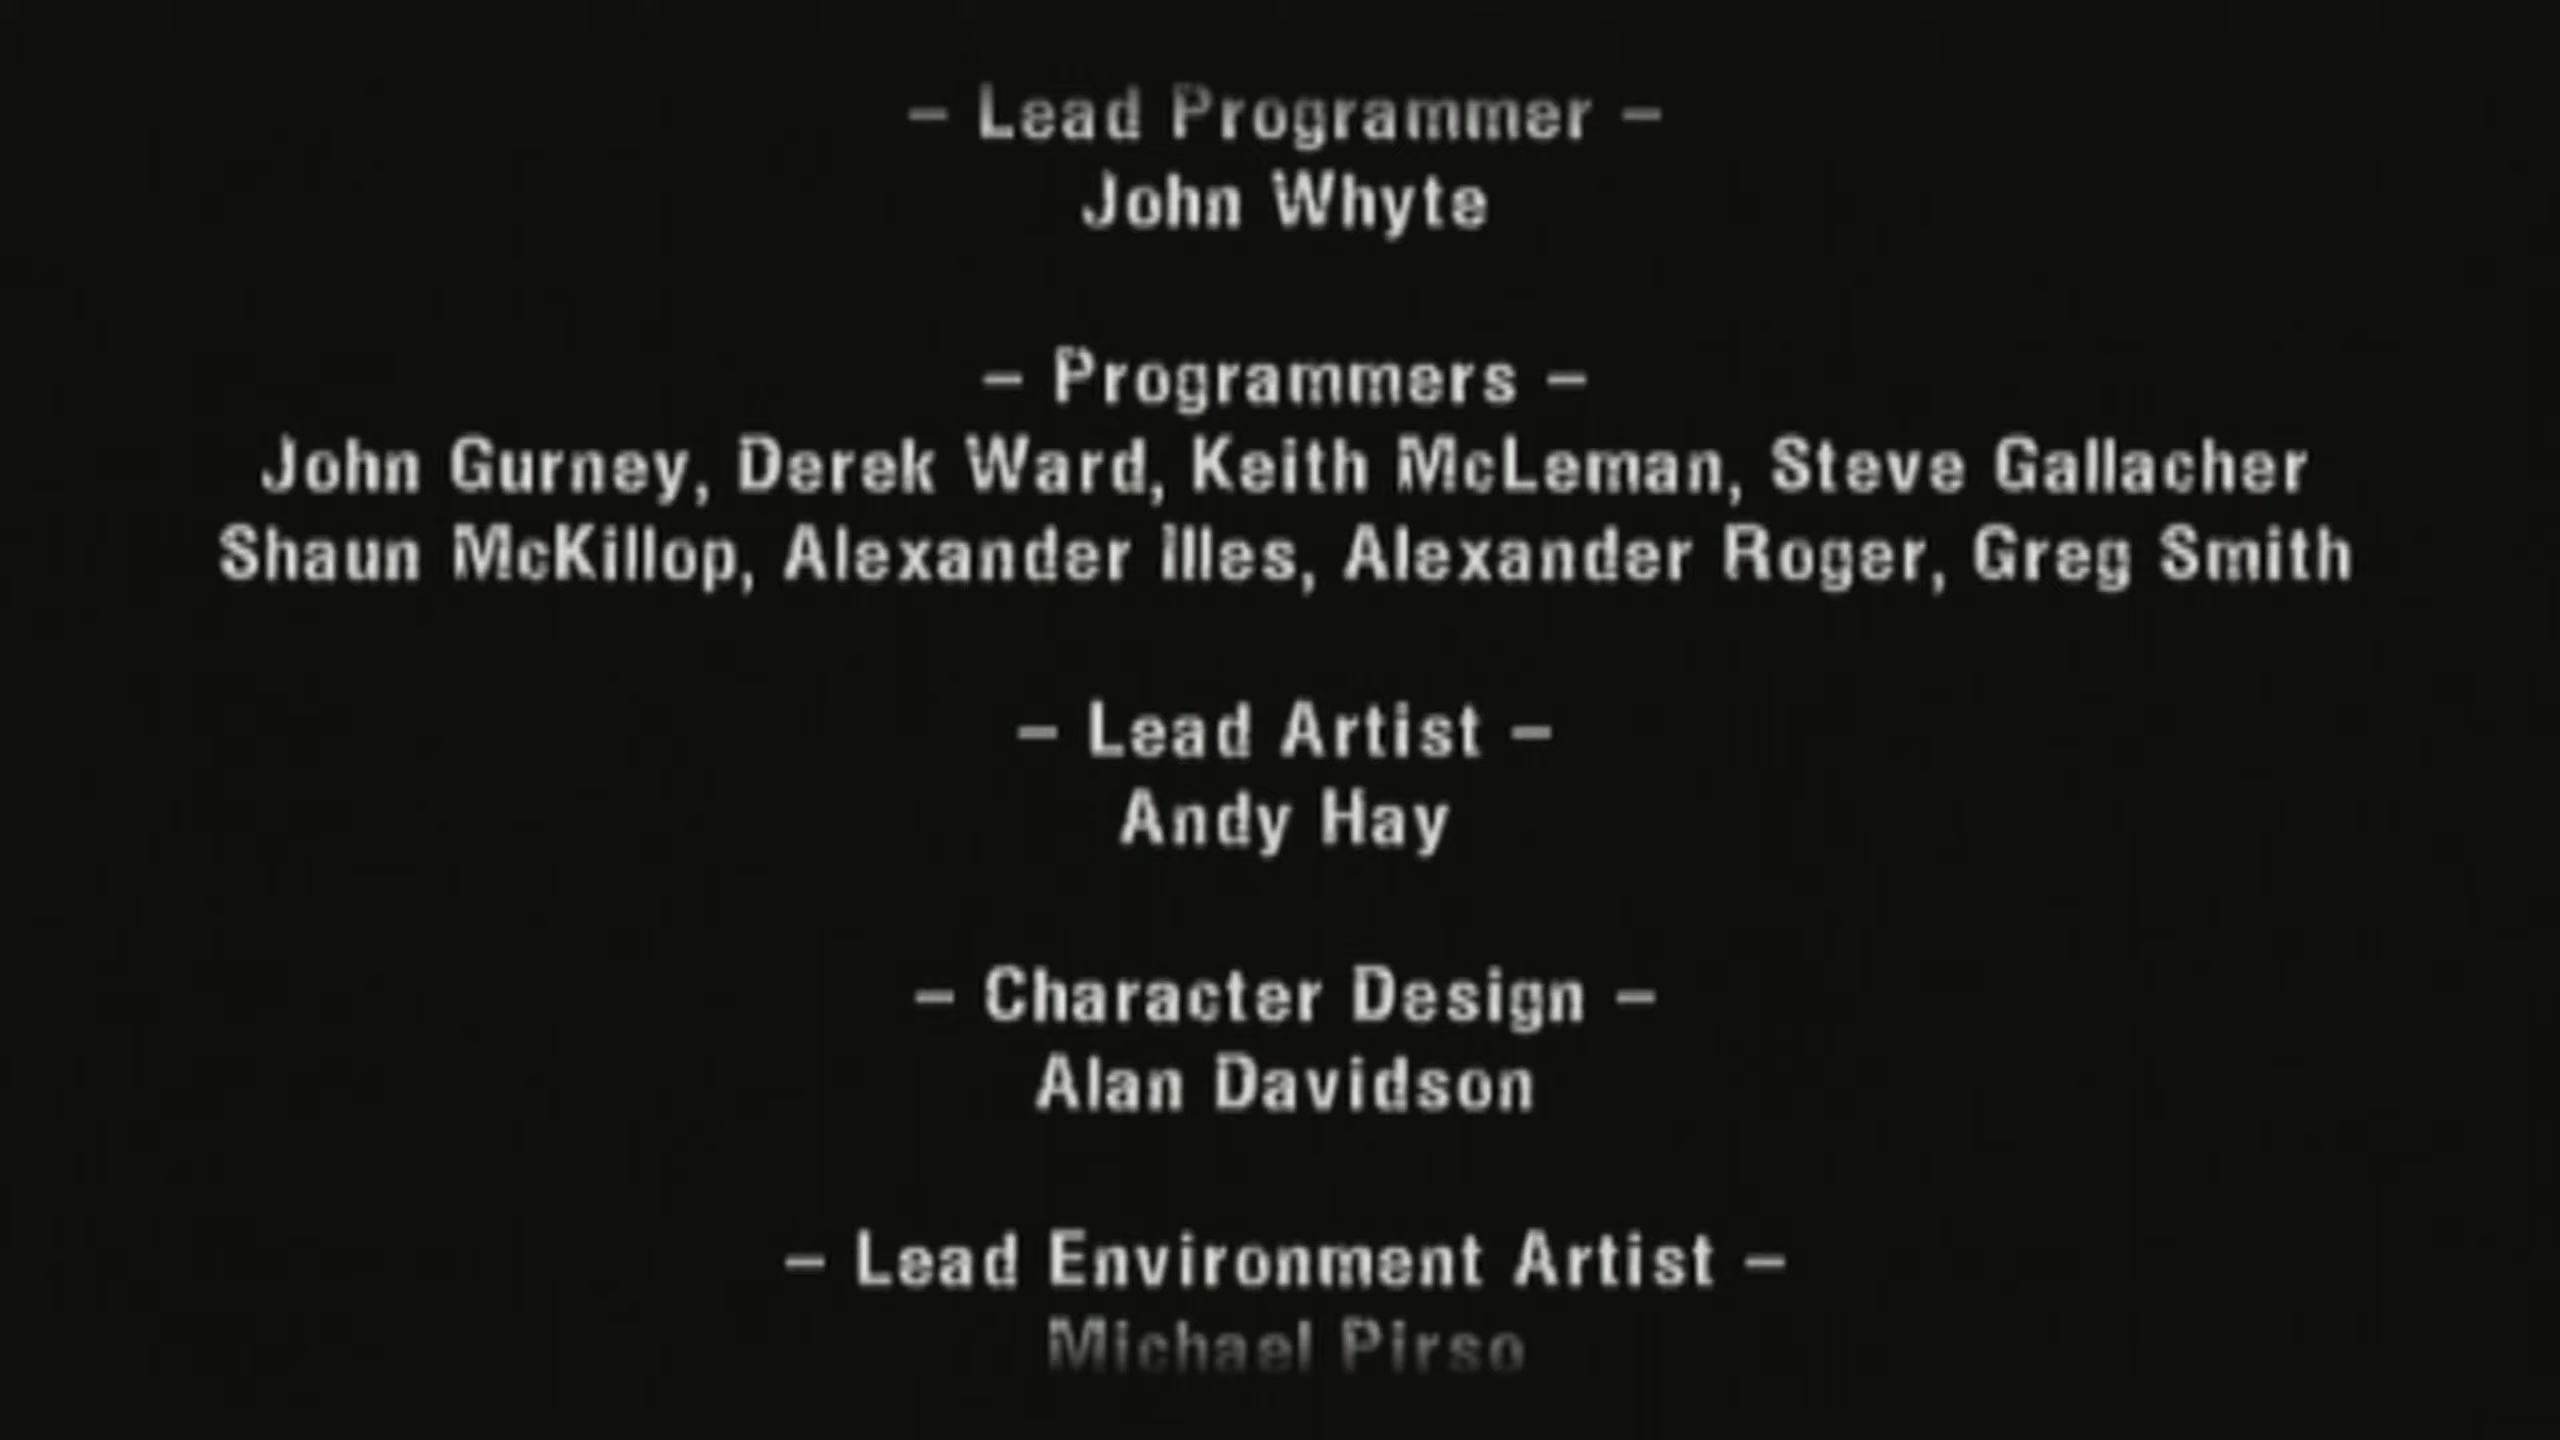 – Lead Programmer –
John Whyte
– Programmers –
John Gurney, Derek Ward, Keith McLeman, Steve Gallacher
Shaun McKillop, Alexander illes, Alexander Roger, Greg Smith
– Lead Artist –
Andy Hay
– Character Design –
Alan Davidson
– Lead Environment Artist –
Michael Pirso